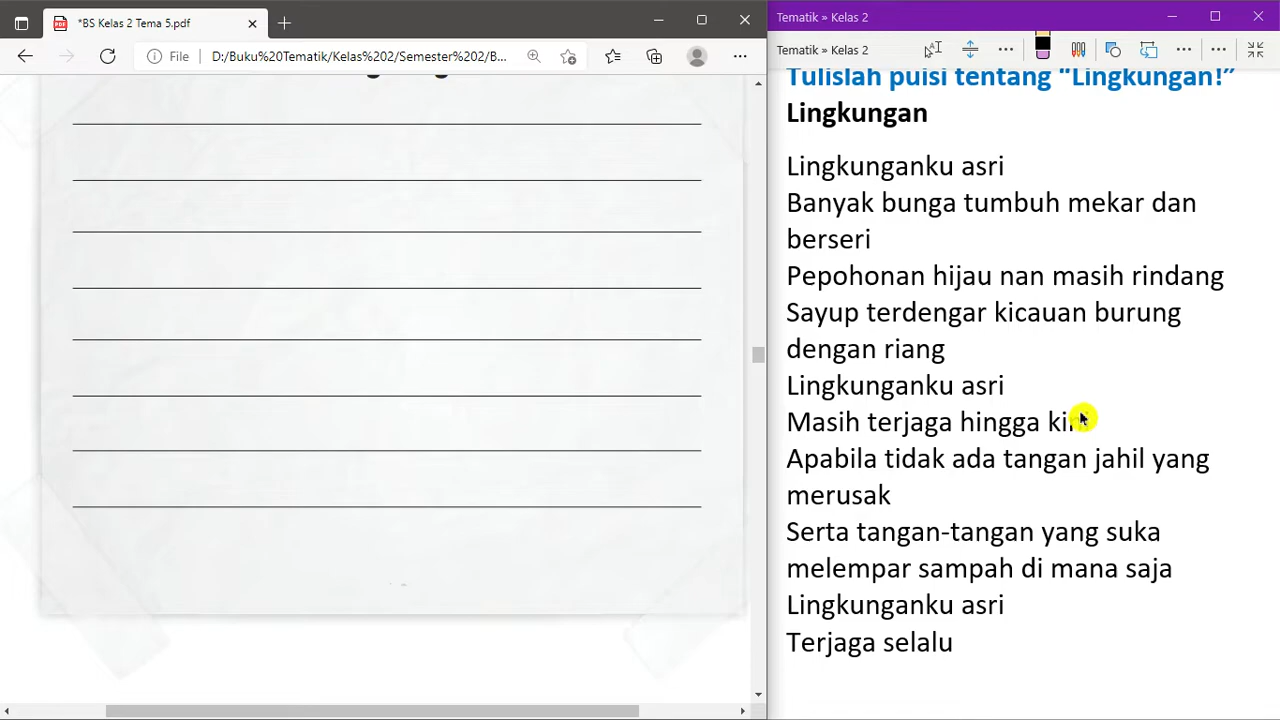 *BS Kelas 2 Tema 5.pdf
Tematik » Kelas 2
File
D:/Buku%20Tematik/Kelas%202/Semester%202/B...
Tematik » Kelas 2
Tulislah puisi tentang “Lingkungan!”
Lingkungan
Lingkunganku asri
Banyak bunga tumbuh mekar dan
berseri
Pepohonan hijau nan masih rindang
Sayup terdengar kicauan burung
dengan riang
Lingkunganku asri
Masih terjaga hingga kini
Apabila tidak ada tangan jahil yang
merusak
Serta tangan-tangan yang suka
melempar sampah di mana saja
Lingkunganku asri
Terjaga selalu